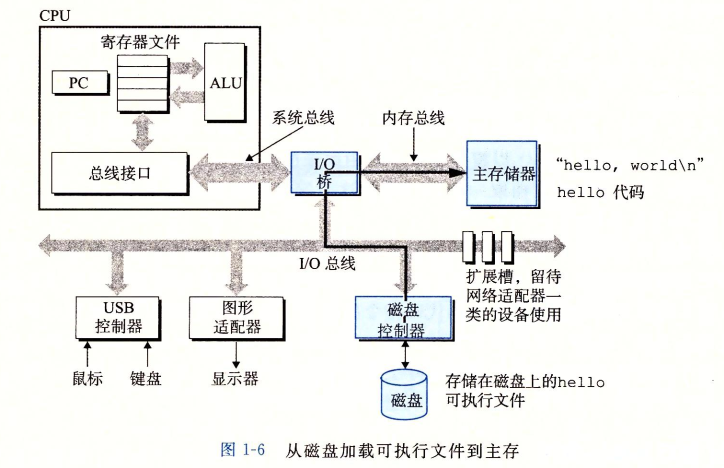 CPU
寄存器文件
PC
ALU
系统总线
内存总线
总线接口
I/O
桥
主存储器
“hello, world\n”
hello 代码
I/O 总线
扩展槽，留待
网络适配器一
类的设备使用
USB
控制器
图形
适配器
磁盘
控制器
鼠标
键盘
显示器
磁盘
存储在磁盘上的hello
可执行文件
图 1-6 从磁盘加载可执行文件到主存